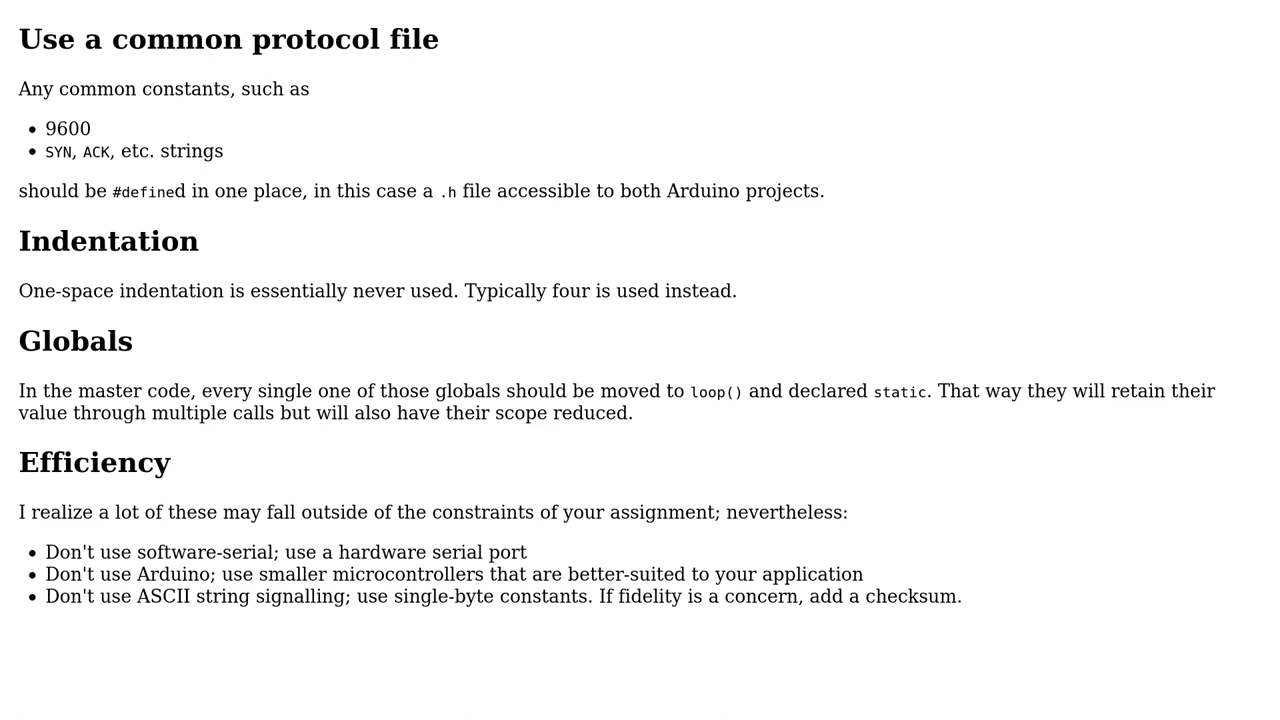 Use a common protocol file
Any common constants, such as
• 9600
• SYN, ACK, etc. strings
should be #defined in one place, in this case a .h file accessible to both Arduino projects.
Indentation
One-space indentation is essentially never used. Typically four is used instead.
Globals
In the master code, every single one of those globals should be moved to loop() and declared static. That way they will retain their
value through multiple calls but will also have their scope reduced.
Efficiency
I realize a lot of these may fall outside of the constraints of your assignment; nevertheless:
• Don't use software-serial; use a hardware serial port
• Don't use Arduino; use smaller microcontrollers that are better-suited to your application
• Don't use ASCII string signalling; use single-byte constants. If fidelity is a concern, add a checksum.